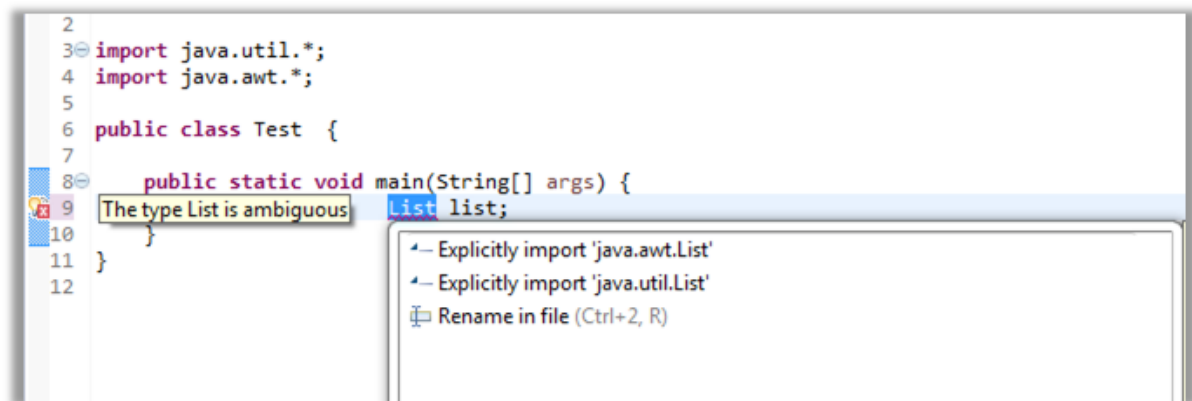 2
3 import java.util.*;
4 import java.awt.*;
5
6 public class Test  {
7
8 public static void main(String[] args) {
9 The type List is ambiguous List list;
10 }
Explicitly import 'java.awt.List'
11 }
Explicitly import 'java.util.List'
12
Rename in file (Ctrl+2, R)